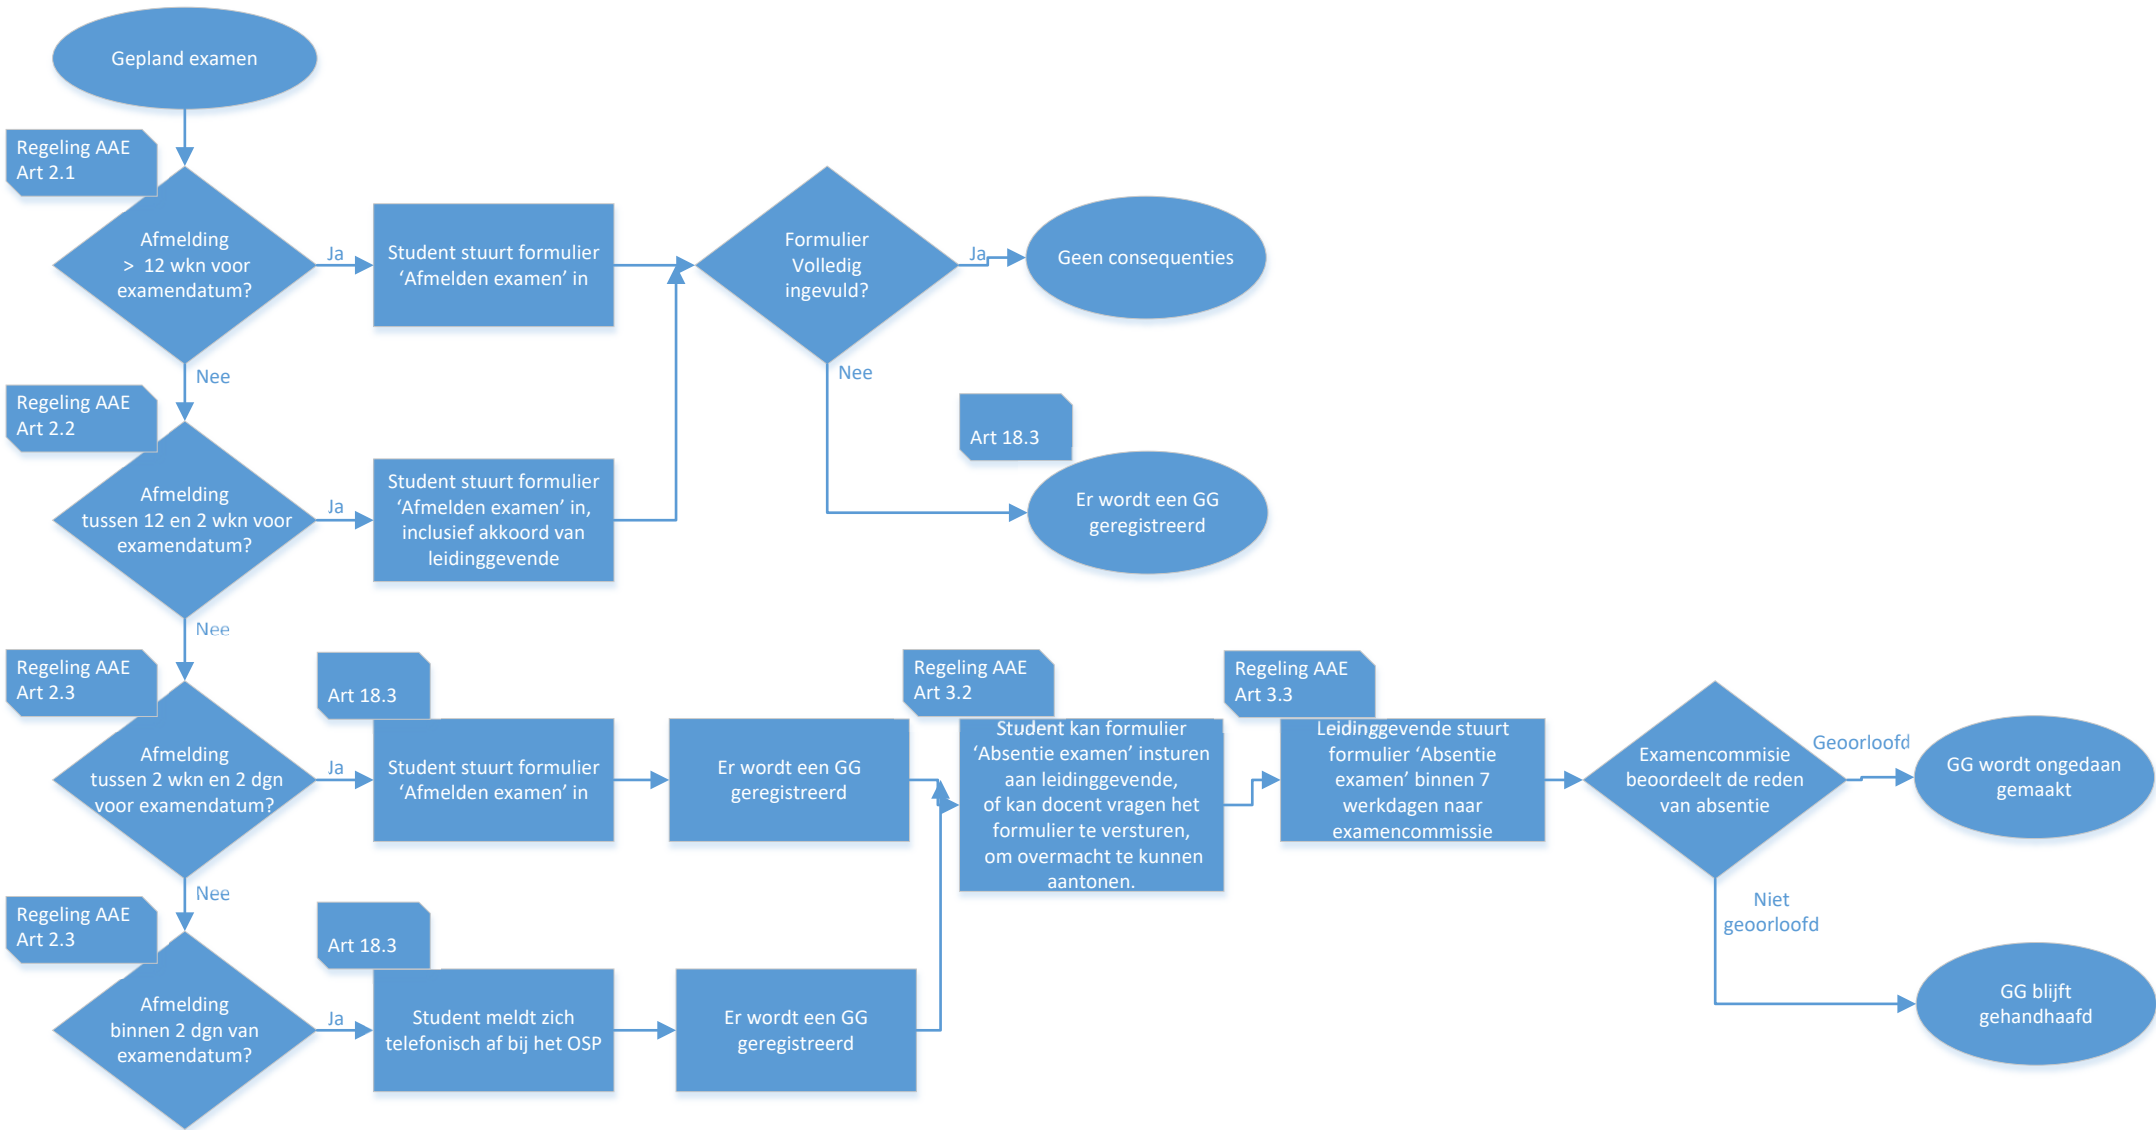 Gepland examen
Regeling AAE
Art 2.1
Afmelding
> 12 wkn voor
examendatum?
Ja
Student stuurt formulier
‘Afmelden examen’ in
Formulier
Volledig
ingevuld?
Ja
Geen consequenties
Nee
Nee
Regeling AAE
Art 2.2
Art 18.3
Afmelding
tussen 12 en 2 wkn voor
examendatum?
Ja
Student stuurt formulier
‘Afmelden examen’ in,
inclusief akkoord van
leidinggevende
Er wordt een GG
geregistreerd
Nee
Regeling AAE
Art 2.3
Art 18.3
Regeling AAE
Art 3.2
Regeling AAE
Art 3.3
Afmelding
tussen 2 wkn en 2 dgn
voor examendatum?
Ja
Student stuurt formulier
‘Afmelden examen’ in
Er wordt een GG
geregistreerd
Student kan formulier
‘Absentie examen’ insturen
aan leidinggevende,
of kan docent vragen het
formulier te versturen,
om overmacht te kunnen
aantonen.
Leidinggevende stuurt
formulier ‘Absentie
examen’ binnen 7
werkdagen naar
examencommissie
Examencommisie
beoordeelt de reden
van absentie
Geoorloofd
GG wordt ongedaan
gemaakt
Nee
Niet
geoorloofd
Regeling AAE
Art 2.3
Art 18.3
Afmelding
binnen 2 dgn van
examendatum?
Ja
Student meldt zich
telefonisch af bij het OSP
Er wordt een GG
geregistreerd
GG blijft
gehandhaafd